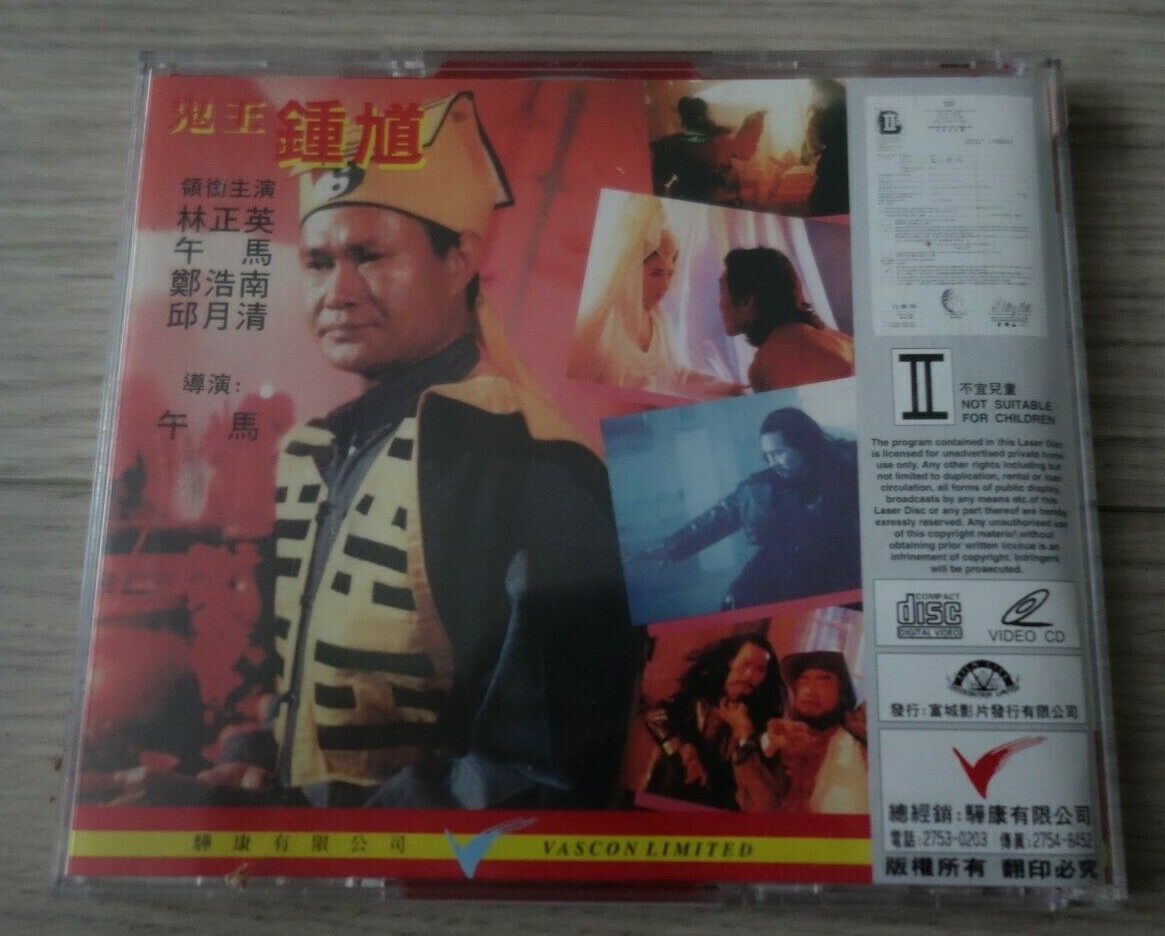 鬼王鍾馗
領銜主演
林正英
午 馬
鄭浩南
邱月清
導演：
午 馬
驊康有限公司
VASCON LIMITED
II
II
不宜兒童
NOT SUITABLE
FOR CHILDREN
The program contained in this Laser Disc
is licensed for unadvertised private home
use only. Any other rights including but
not limited to duplication, rental or loan
circulation, all forms of public display,
broadcasts by any means etc.of this
Laser Disc or any part thereof are hereby
exressly reserved. Any unauthorised use
of this copyright material without
obtaining prior written license is an
infrinement of copyright. Infringers
will be prosecuted.
COMPACT
disc
DIGITAL VIDEO
VIDEO CD
發行：富城影片發行有限公司
總經銷：驊康有限公司
電話：2753-0203 傳真：2754-8452
版權所有 翻印必究